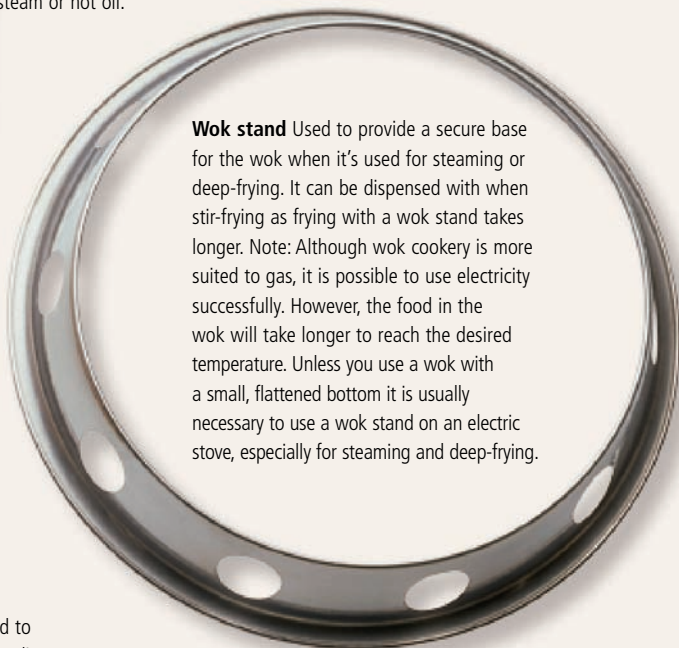 steam or hot oil.
Wok stand Used to provide a secure base
for the wok when it's used for steaming or
deep-frying. It can be dispensed with when
stir-frying as frying with a wok stand takes
longer. Note: Although wok cookery is more
suited to gas, it is possible to use electricity
successfully. However, the food in the
wok will take longer to reach the desired
temperature. Unless you use a wok with
a small, flattened bottom it is usually
necessary to use a wok stand on an electric
stove, especially for steaming and deep-frying.
d to